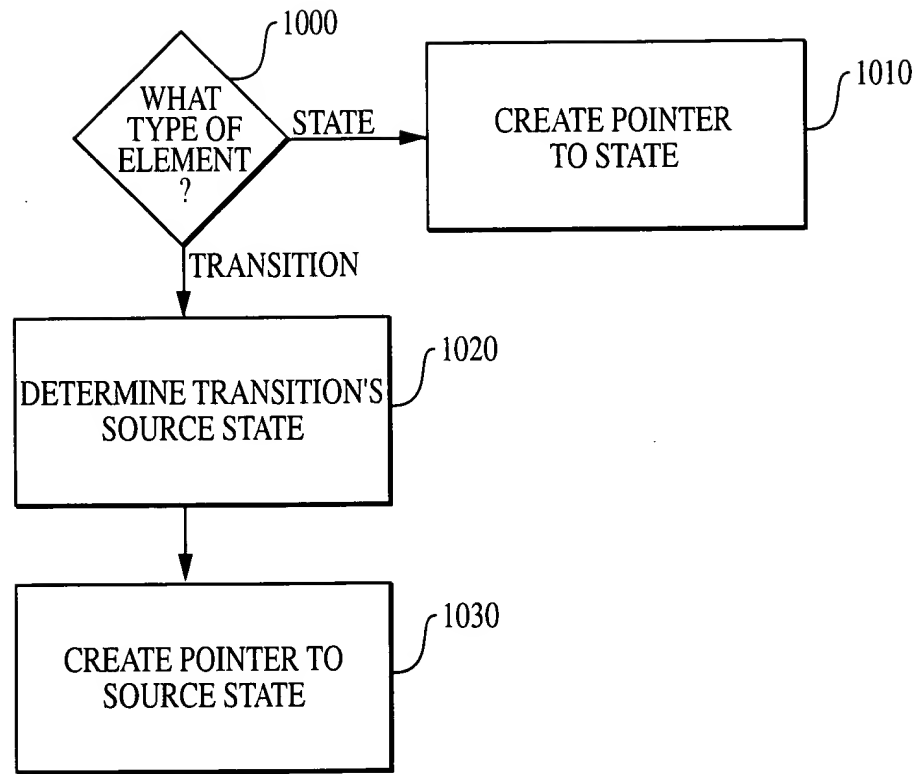 1000
WHAT
TYPE OF
ELEMENT
?
STATE
CREATE POINTER
TO STATE
1010
TRANSITION
DETERMINE TRANSITION'S
SOURCE STATE
1020
CREATE POINTER TO
SOURCE STATE
1030